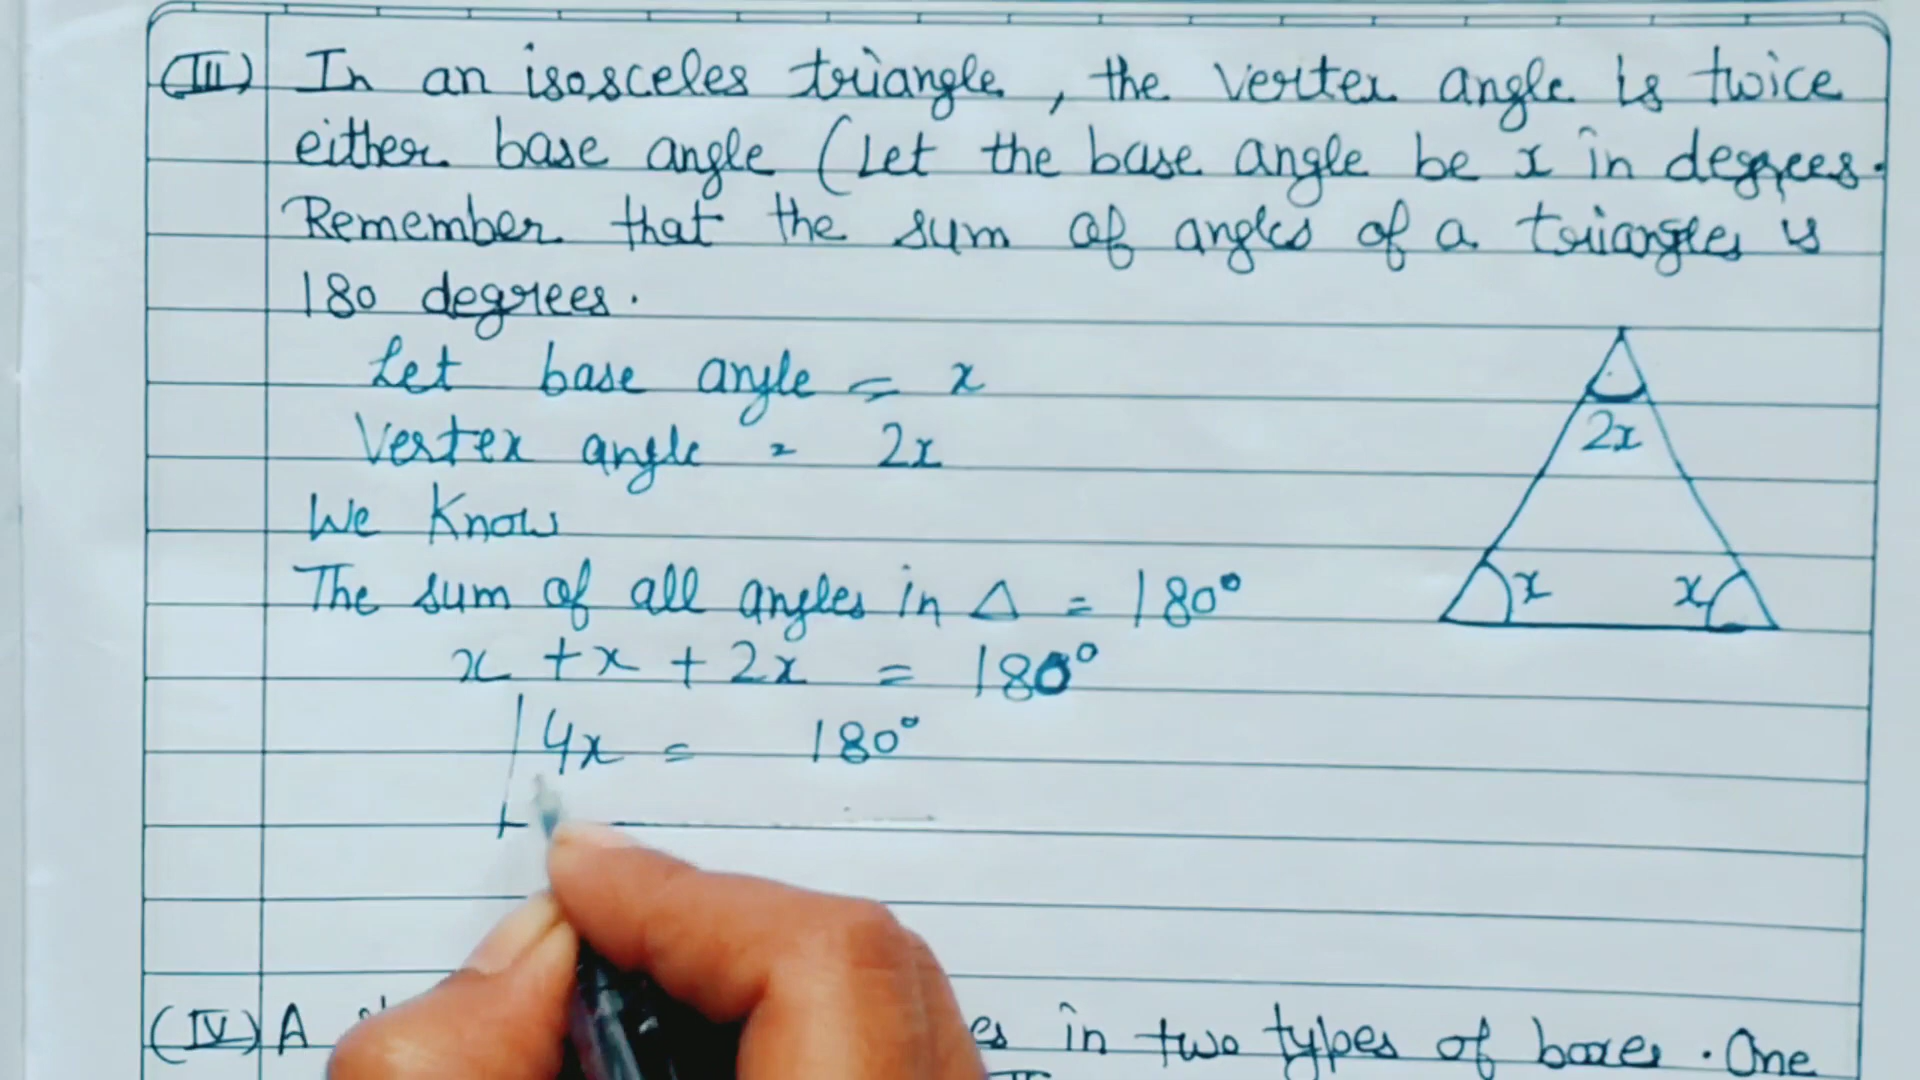 (III) In an isosceles triangle, the vertex angle is twice
either base angle (Let the base angle be x in degrees.
Remember that the sum of angles of a triangles is
180 degrees.
Let base angle = x
Vertex angle = 2x
2x
We Know
The sum of all angles in △ = 180°
x x
x + x + 2x = 180°
4x = 180°
(IV) A es in two types of boxes. One